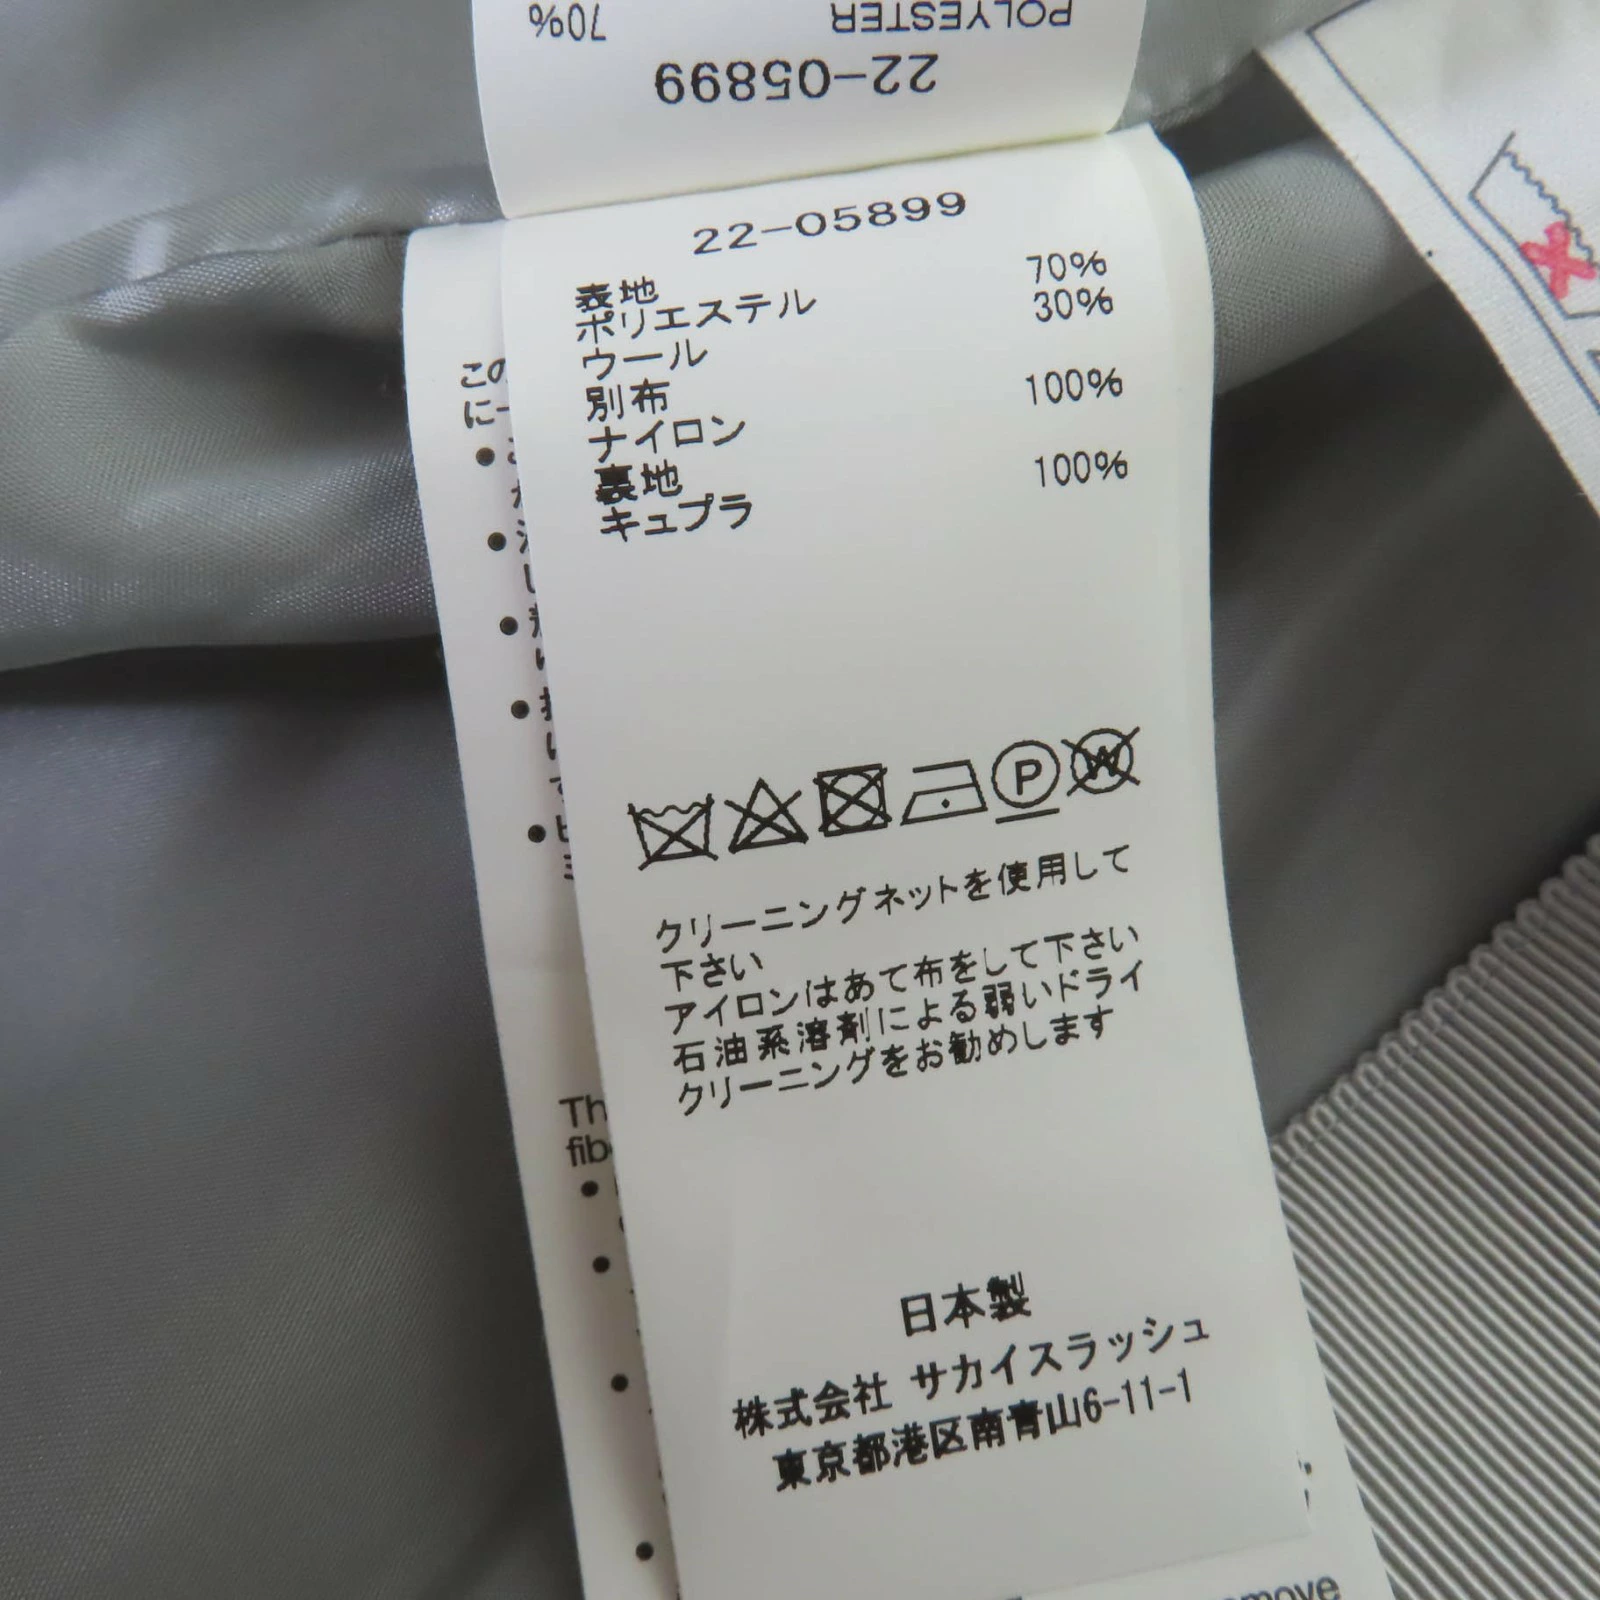 POLYESTER 70%
22-05899
22-05899
表地
ポリエステル 70%
ウール 30%
別布
ナイロン 100%
裏地
キュプラ 100%
P
W
クリーニングネットを使用して
下さい
アイロンはあて布をして下さい
石油系溶剤による弱いドライ
クリーニングをお勧めします
日本製
株式会社 サカイスラッシュ
東京都港区南青山6-11-1
この
に